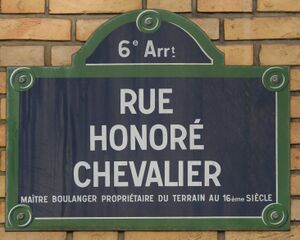 6e Arrt
RUE
HONORÉ
CHEVALIER
MAÎTRE BOULANGER PROPRIÉTAIRE DU TERRAIN AU 16ème SIÈCLE